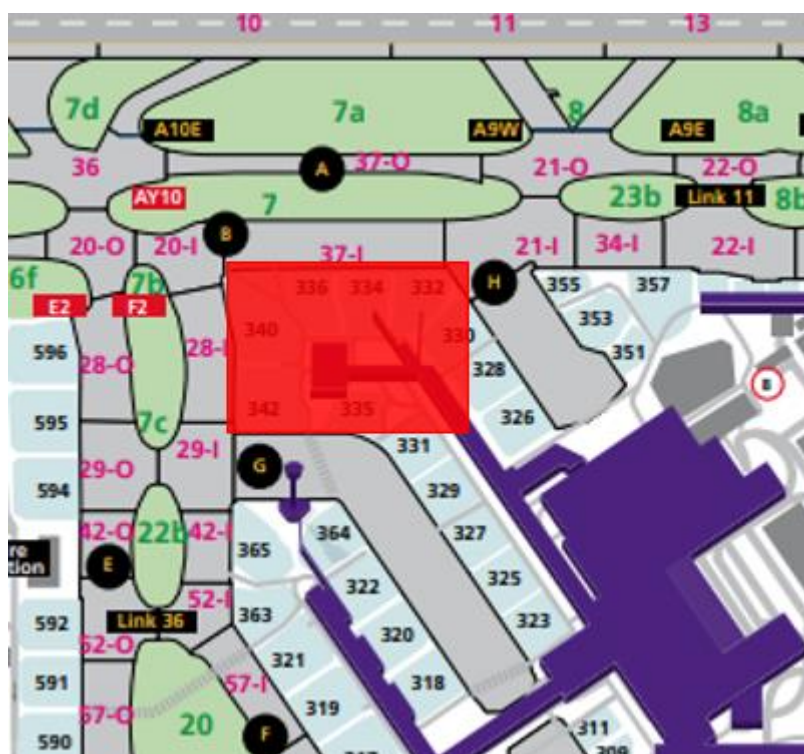 10 11 13
7d 7a 8 8a
A10E A9W A9E
36 A 37-O 21-O 22-O
AY10 7 23b Link 11 8b
20-O 20-I B 37-I 21-I 34-I 22-I
6f 7b 336 334 332 H 355 357
E2 F2 353
596 28-O 28-I 340 330 328 351 B
595 7c 342 335 326
29-O 29-I G 331
594 329
42-O 22b 42-I 365 364 327
re
tion
E 52-I 322 325
592 Link 36 363 320 323
52-O 321
591 57-I 318
57-O 20 319
590 F 311